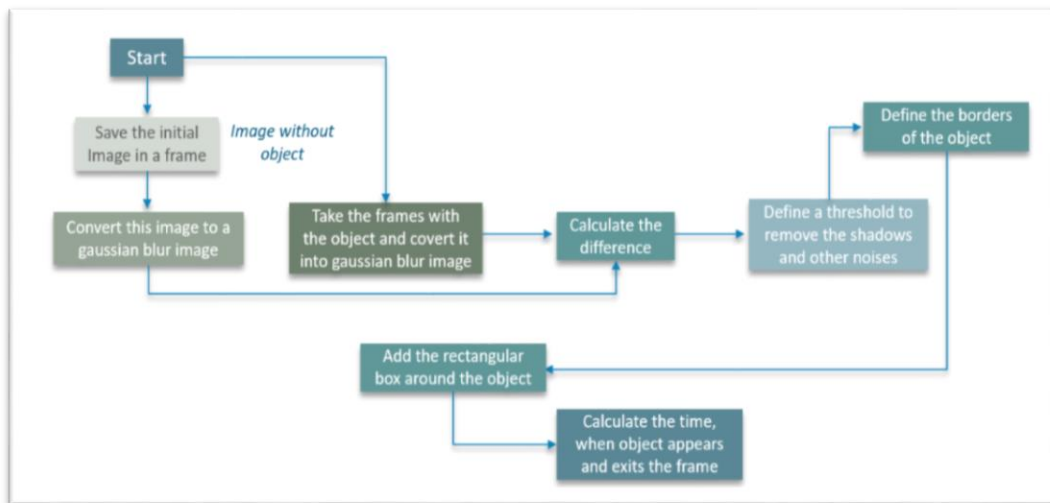 Start
Save the initial
Image in a frame
Image without
object
Convert this image to a
gaussian blur image
Take the frames with
the object and covert it
into gaussian blur image
Calculate the
difference
Define a threshold to
remove the shadows
and other noises
Define the borders
of the object
Add the rectangular
box around the object
Calculate the time,
when object appears
and exits the frame